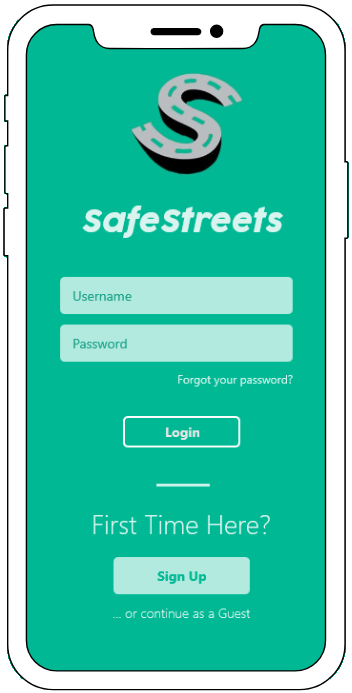 SafeStreets
Username
Password
Forgot your password?
Login
First Time Here?
Sign Up
... or continue as a Guest